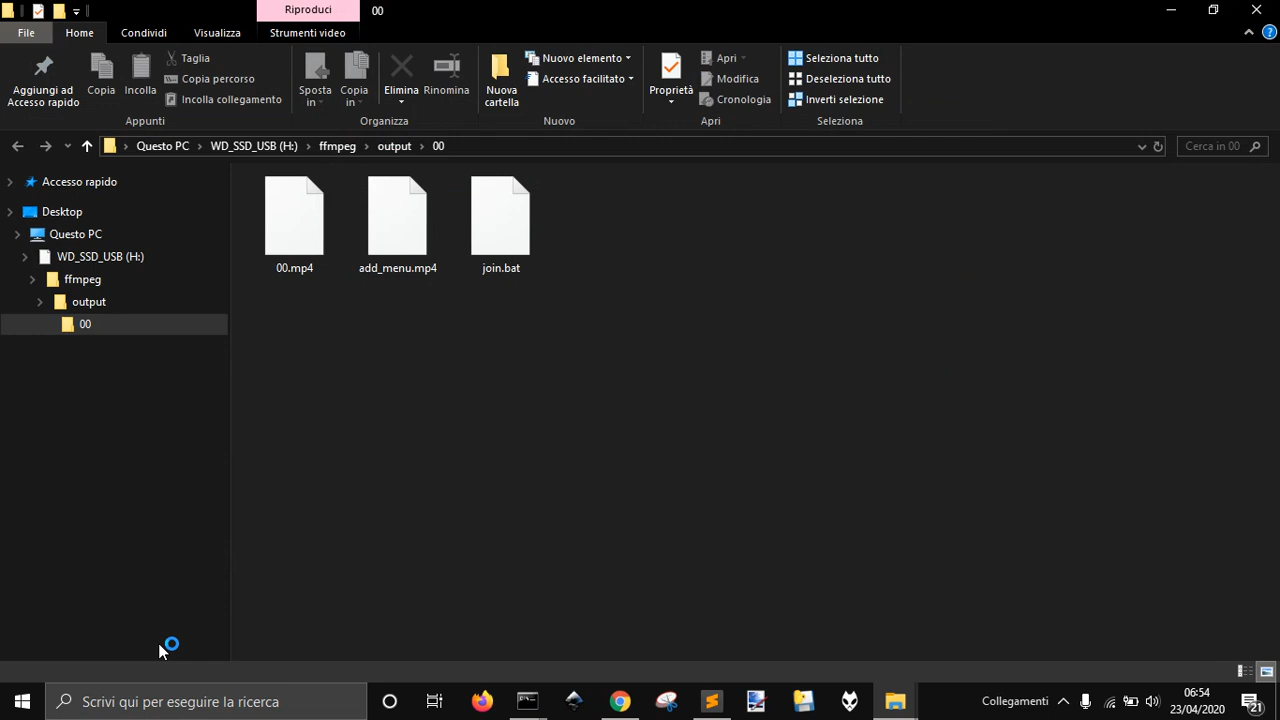 Riproduci
00
File
Home
Condividi
Visualizza
Strumenti video
Aggiungi ad Accesso rapido
Copia
Incolla
Taglia
Copia percorso
Incolla collegamento
Appunti
Sposta in
Copia in
Elimina
Rinomina
Organizza
Nuova cartella
Nuovo elemento
Accesso facilitato
Nuovo
Proprietà
Apri
Modifica
Cronologia
Apri
Seleziona tutto
Deseleziona tutto
Inverti selezione
Seleziona
Questo PC
WD_SSD_USB (H:)
ffmpeg
output
00
Cerca in 00
Accesso rapido
Desktop
Questo PC
WD_SSD_USB (H:)
ffmpeg
output
00
00.mp4
add_menu.mp4
join.bat
Scrivi qui per eseguire la ricerca
Collegamenti
06:54
23/04/2020
21